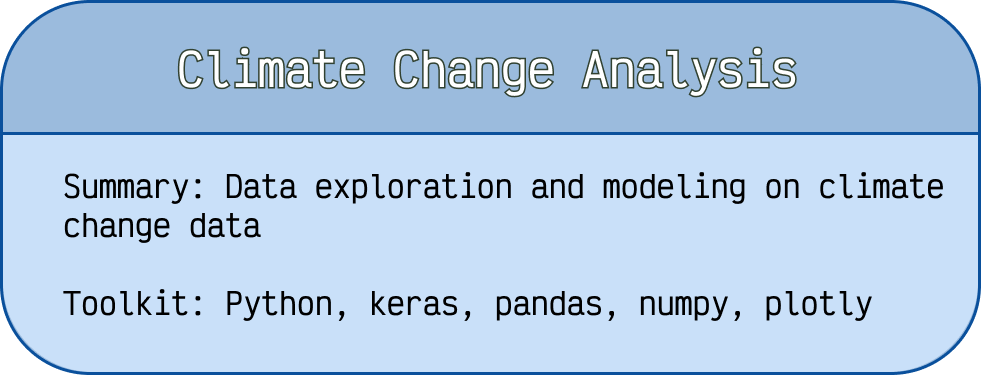 Climate Change Analysis
Summary: Data exploration and modeling on climate
change data
Toolkit: Python, keras, pandas, numpy, plotly